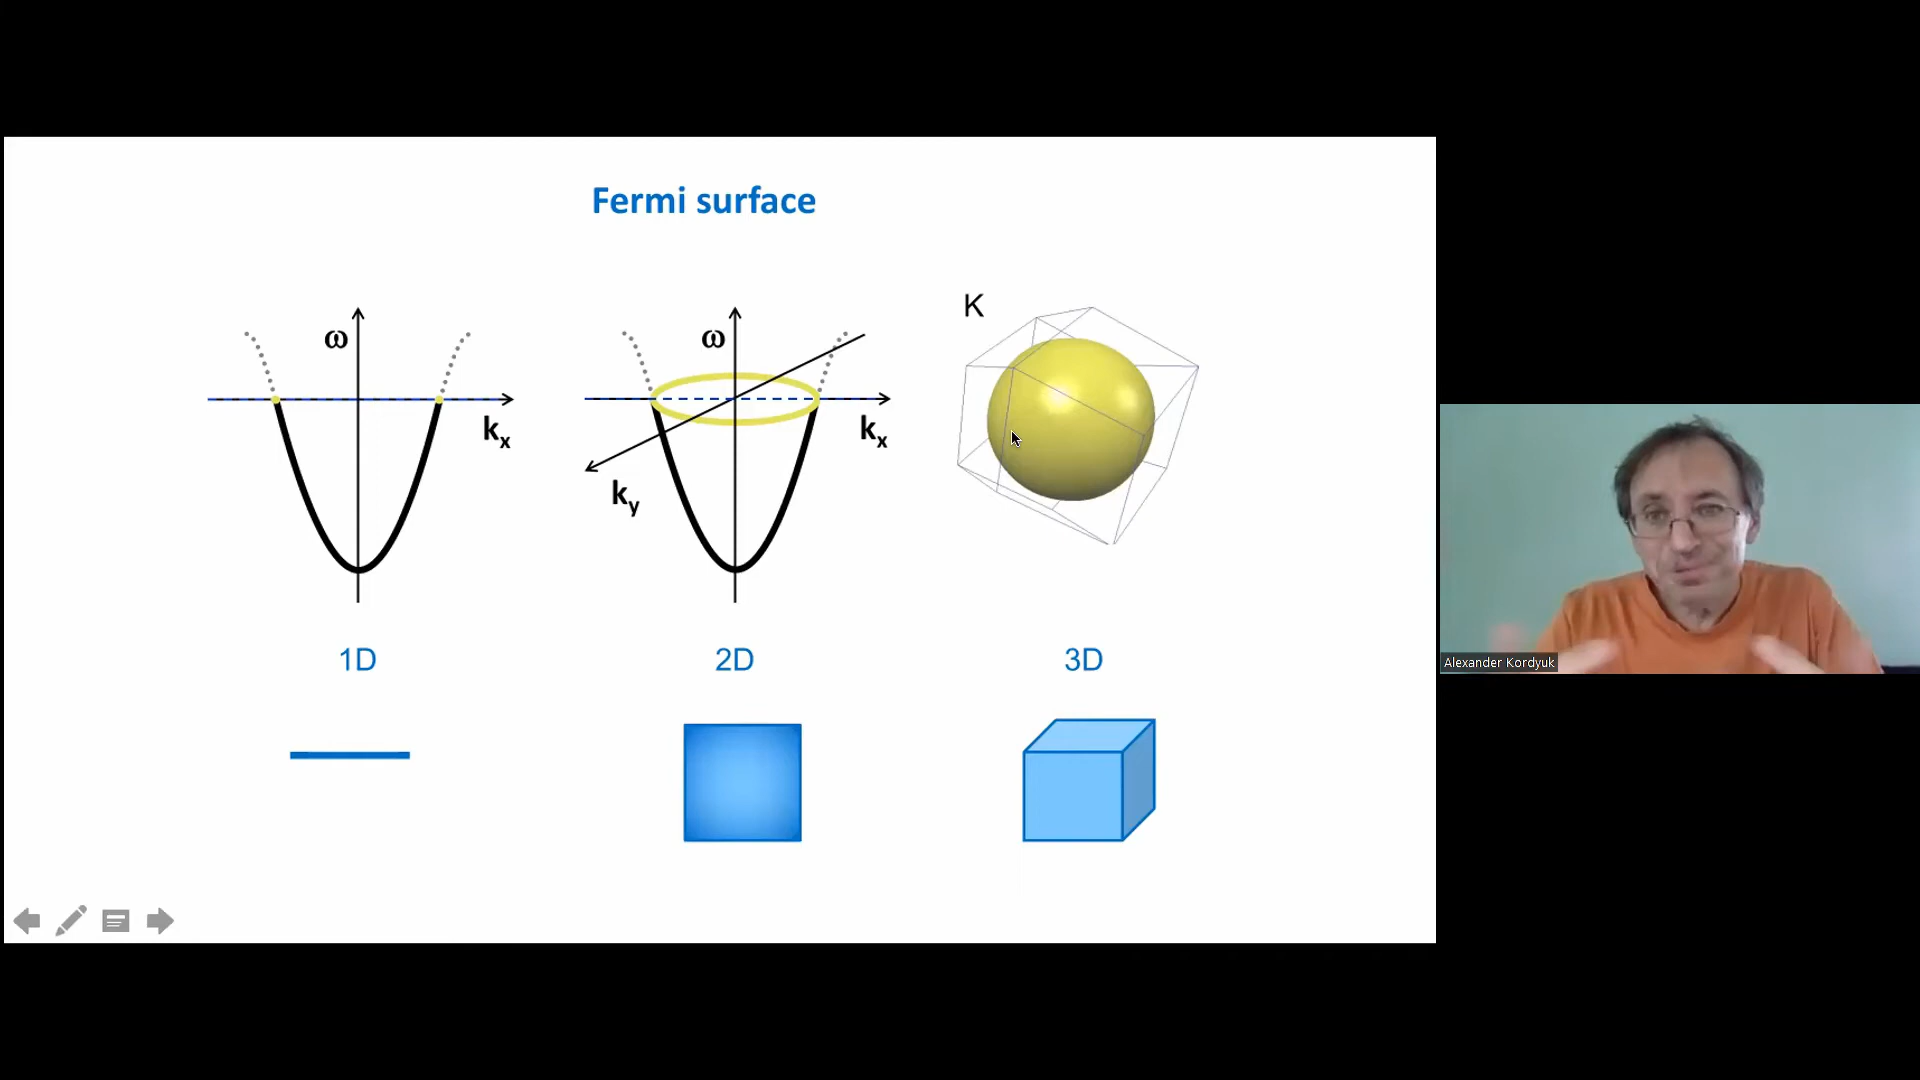 Fermi surface
ω
kx
1D
ω
kx
ky
2D
K
3D
Alexander Kordyuk